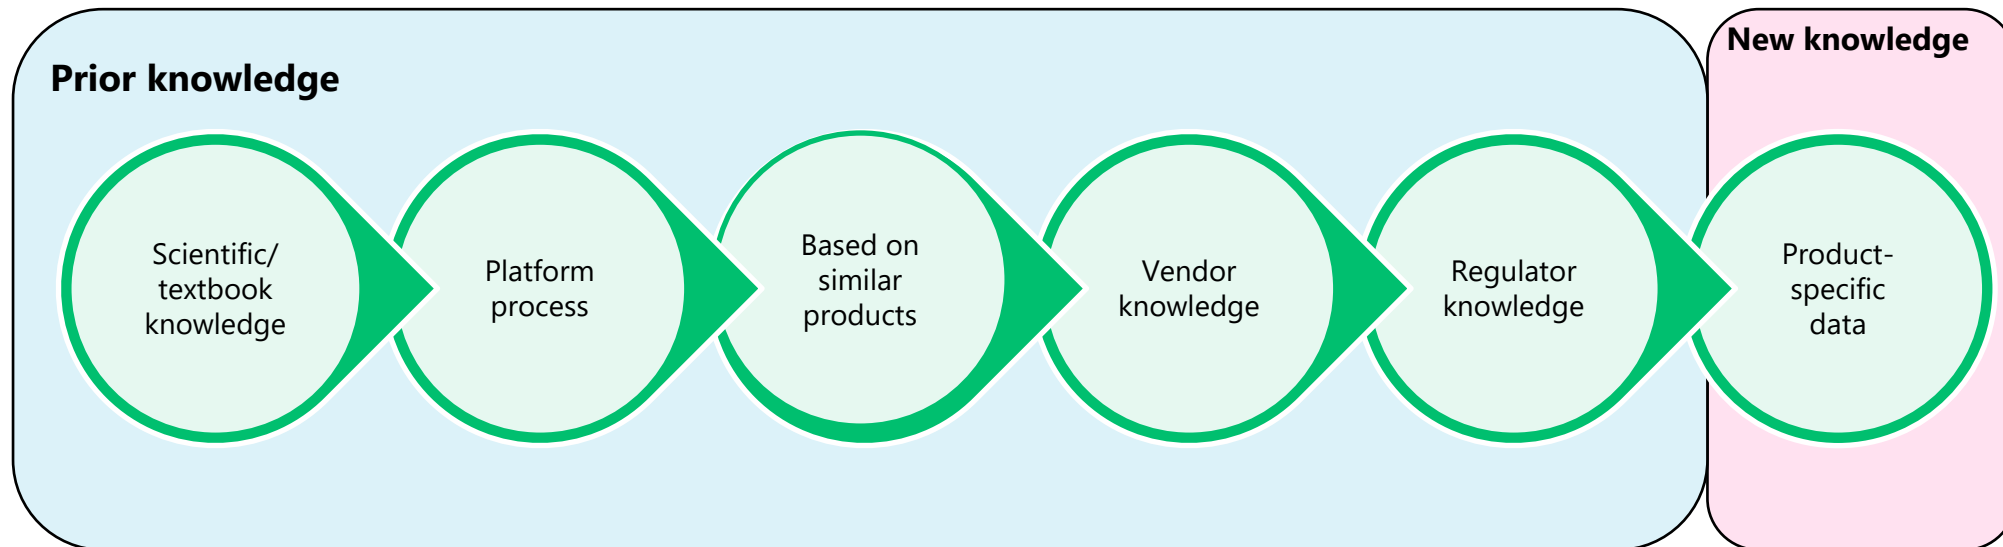 Prior knowledge
New knowledge
Scientific/
textbook
knowledge
Platform
process
Based on
similar
products
Vendor
knowledge
Regulator
knowledge
Product-
specific
data